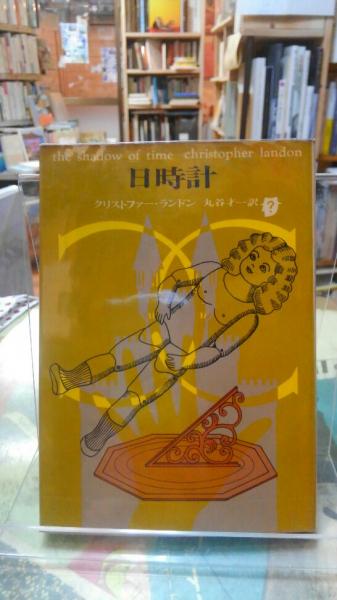 the shadow of time christopher landon
日時計
クリストファー・ランドン 丸谷才一訳 ?